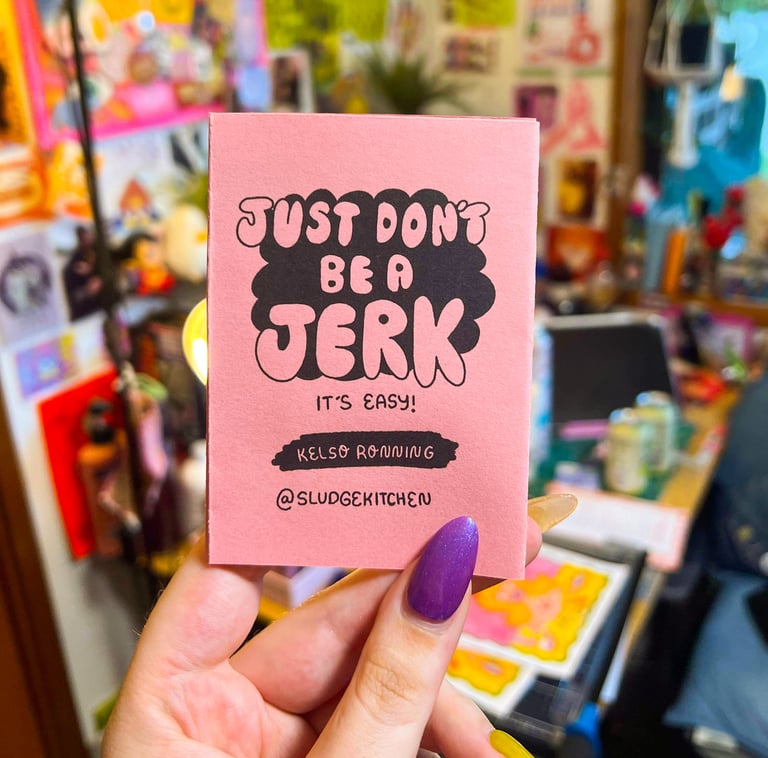 JUST DON'T
BE A
JERK
IT'S EASY!
KELSO RONNING
@SLUDGEKITCHEN